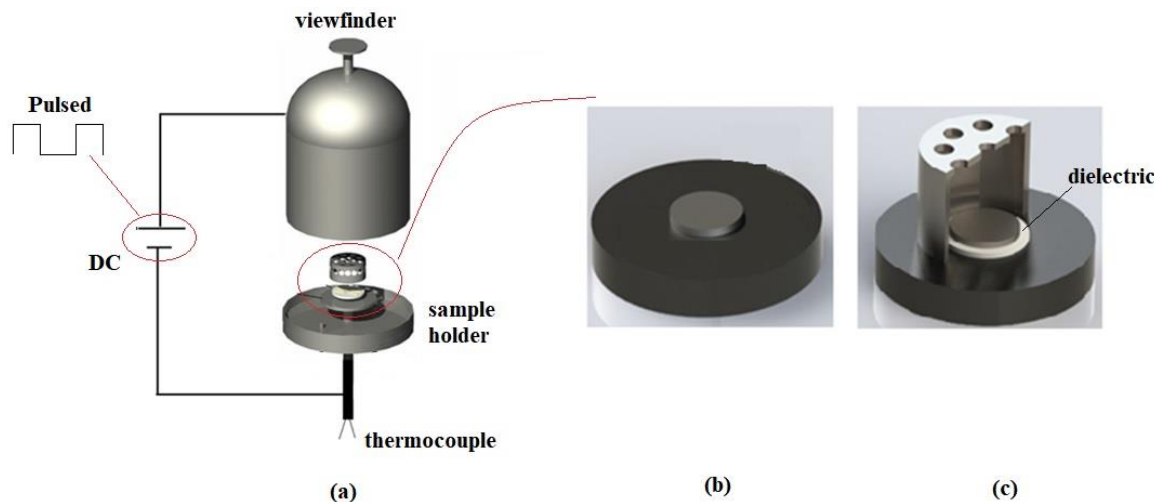 viewfinder
Pulsed
dielectric
DC
sample
holder
thermocouple
(a)
(b)
(c)